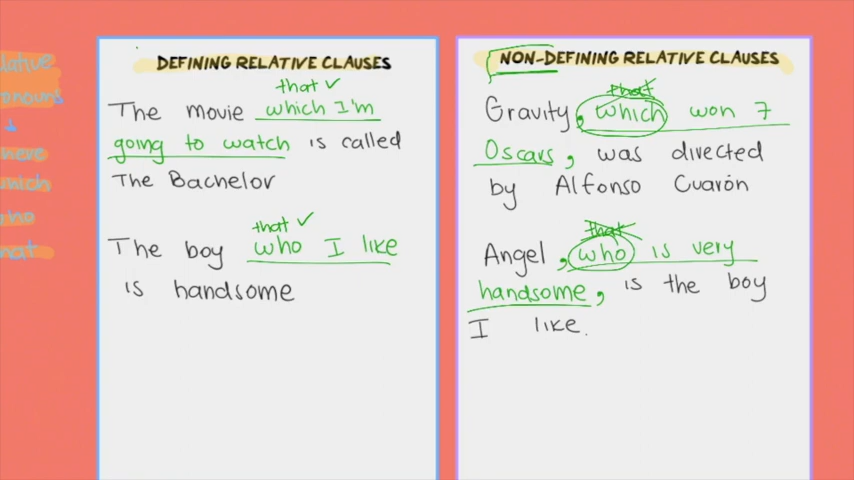 DEFINING RELATIVE CLAUSES
that ✓
The movie which I'm
going to watch is called
The Bachelor
that ✓
The boy who I like
is handsome
NON-DEFINING RELATIVE CLAUSES
that
Gravity, which won 7
Oscars, was directed
by Alfonso Cuarón
that
Angel, who is very
handsome, is the boy
I like.